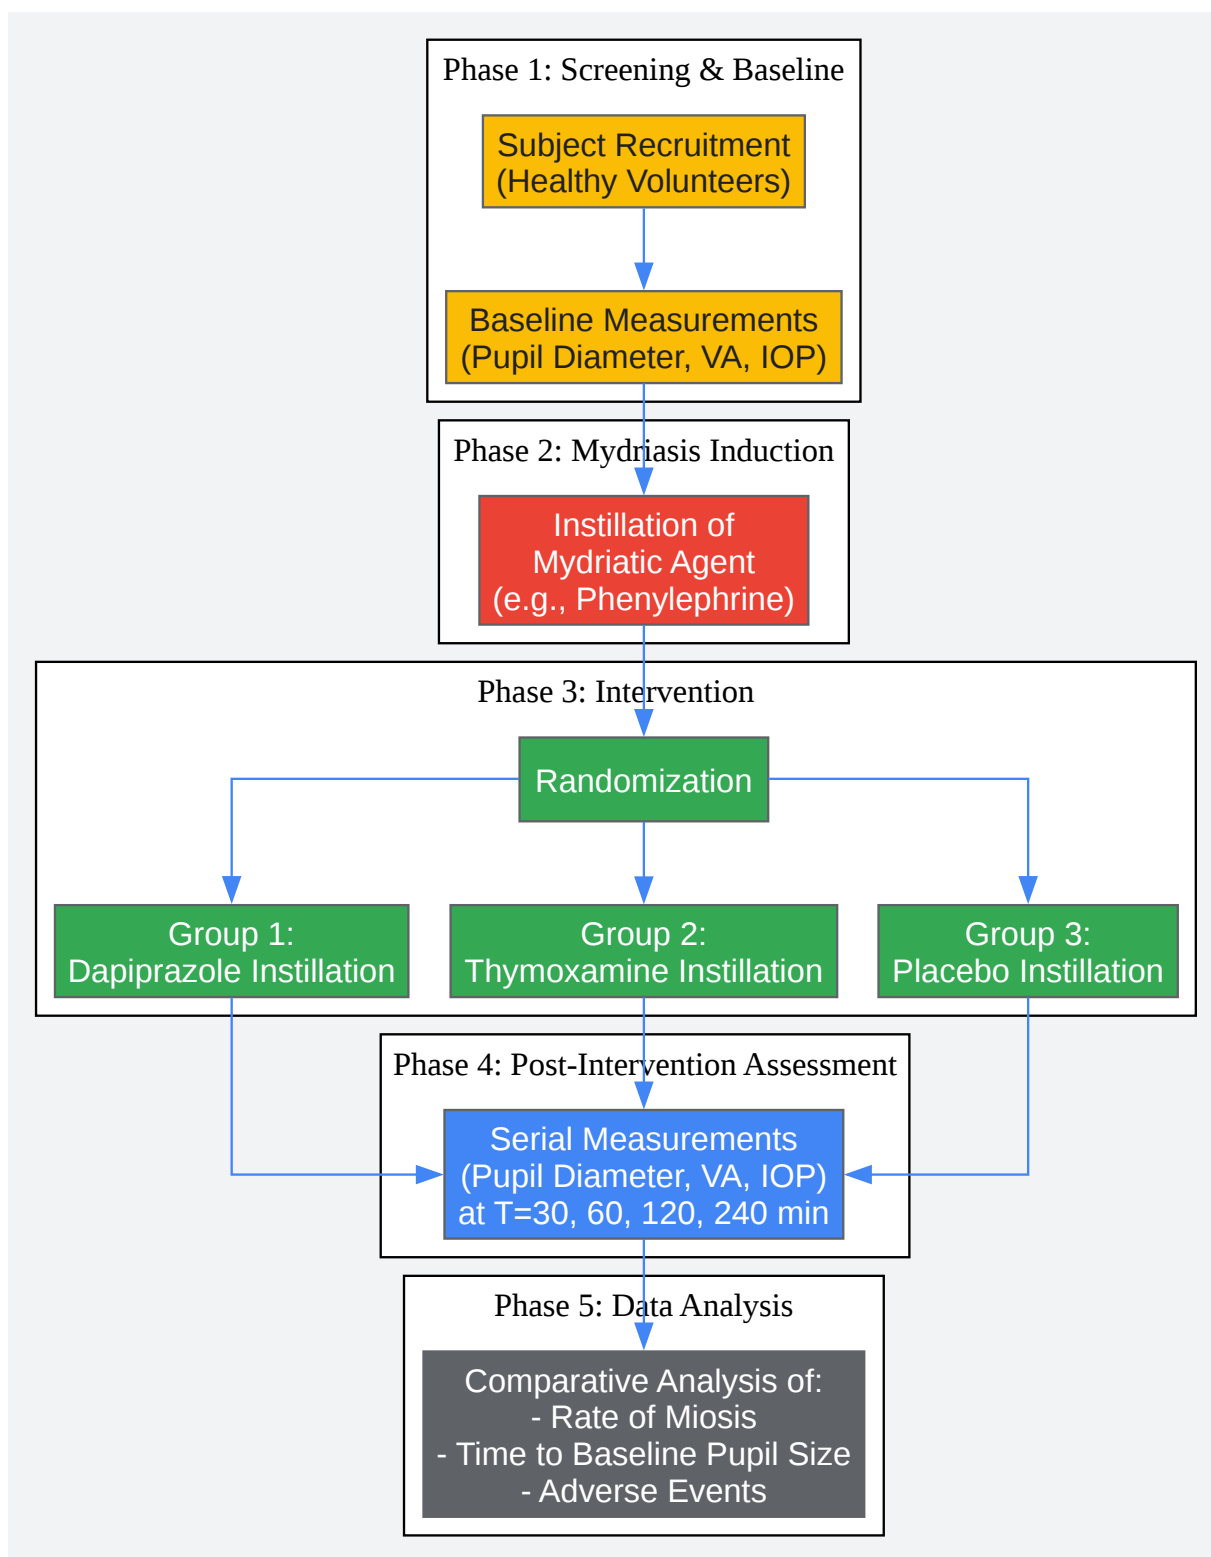 Phase 1: Screening & Baseline
Subject Recruitment
(Healthy Volunteers)
Baseline Measurements
(Pupil Diameter, VA, IOP)
Phase 2: Mydriasis Induction
Instillation of
Mydriatic Agent
(e.g., Phenylephrine)
Phase 3: Intervention
Randomization
Group 1:
Dapiprazole Instillation
Group 2:
Thymoxamine Instillation
Group 3:
Placebo Instillation
Phase 4: Post-Intervention Assessment
Serial Measurements
(Pupil Diameter, VA, IOP)
at T=30, 60, 120, 240 min
Phase 5: Data Analysis
Comparative Analysis of:
- Rate of Miosis
- Time to Baseline Pupil Size
- Adverse Events